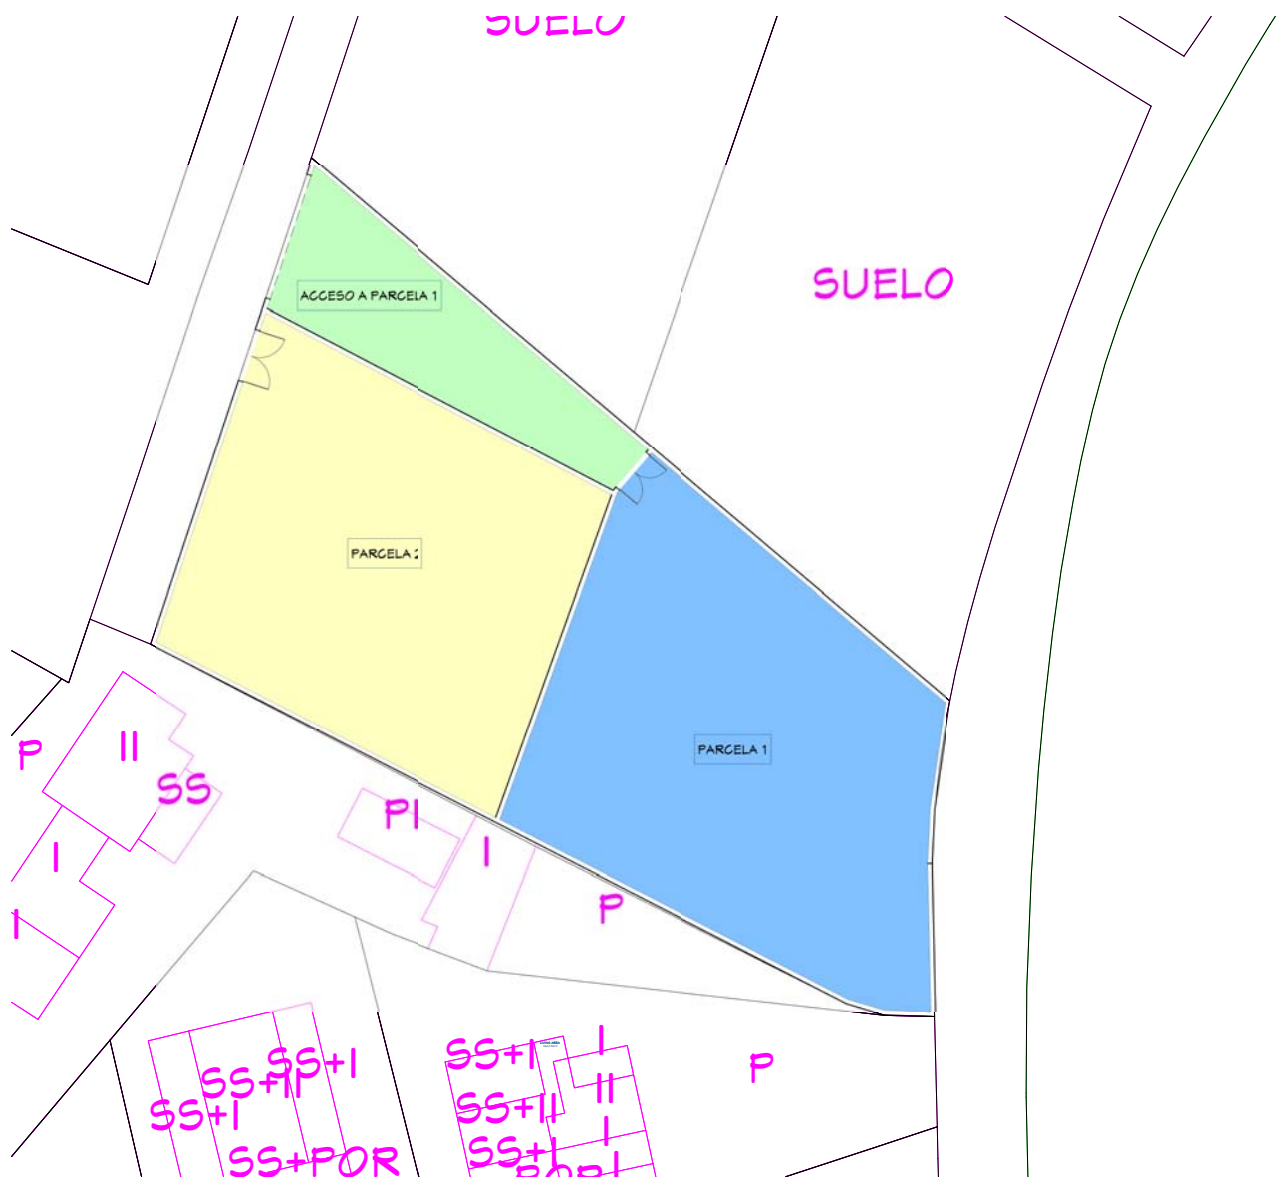 SUELO
SUELO
ACCESO A PARCELA 1
PARCELA 2
PARCELA 1
P
II
SS
PI
I
I
P
I
I
SS+I
SS+I
SS+II
II
P
SS+II
SS+I
I
SS+I
I
SS+POR
POR